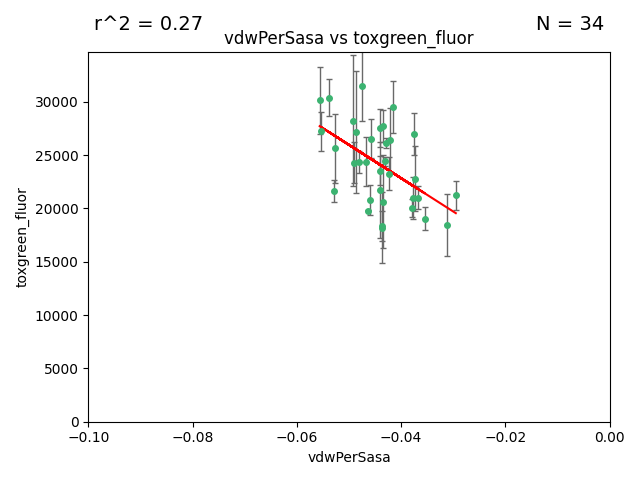 r^2 = 0.27
N = 34
vdwPerSasa vs toxgreen_fluor
toxgreen_fluor
30000
25000
20000
15000
10000
5000
0
−0.10
−0.08
−0.06
−0.04
−0.02
0.00
vdwPerSasa